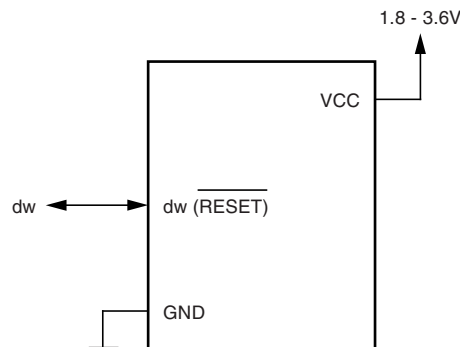 1.8 - 3.6V
VCC
dw
dw (RESET)
GND